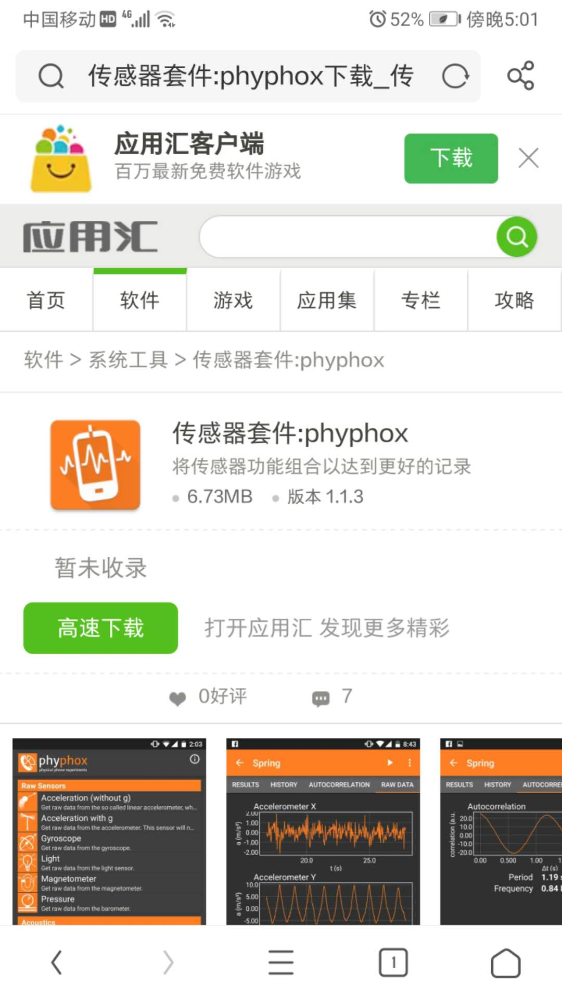 中国移动 HD 4G 52% 傍晚5:01
传感器套件:phyphox下载_传
应用汇客户端
百万最新免费软件游戏
下载
应用汇
首页 软件 游戏 应用集 专栏 攻略
软件 > 系统工具 > 传感器套件:phyphox
传感器套件:phyphox
将传感器功能组合以达到更好的记录
6.73MB 版本 1.1.3
暂未收录
高速下载 打开应用汇 发现更多精彩
0好评 7
2:03
phyphox
physical phone experiments
Raw Sensors
Acceleration (without g)
Get raw data from the so called linear accelerometer, wh...
Acceleration with g
Get raw data from the accelerometer. This sensor will n...
Gyroscope
Get raw data from the gyroscope.
Light
Get raw data from the light sensor.
Magnetometer
Get raw data from the magnetometer.
Pressure
Get raw data from the barometer.
Acoustics
8:43
Spring
RESULTS HISTORY AUTOCORRELATION RAW DATA
Accelerometer X
2.00
1.00
0.00
-1.00
-2.00
a (m/s²)
20.0 25.0
t (s)
Accelerometer Y
10.0
5.00
0.00
-5.00
a (m/s²)
Spring
RESULTS HISTORY AUTOCORRE
Autocorrelation
20.0
10.0
0.00
-10.0
-20.0
correlation (a.u.
0.00 0.500 1.00 1
Δt (s)
Period 1.19 s
Frequency 0.84
1